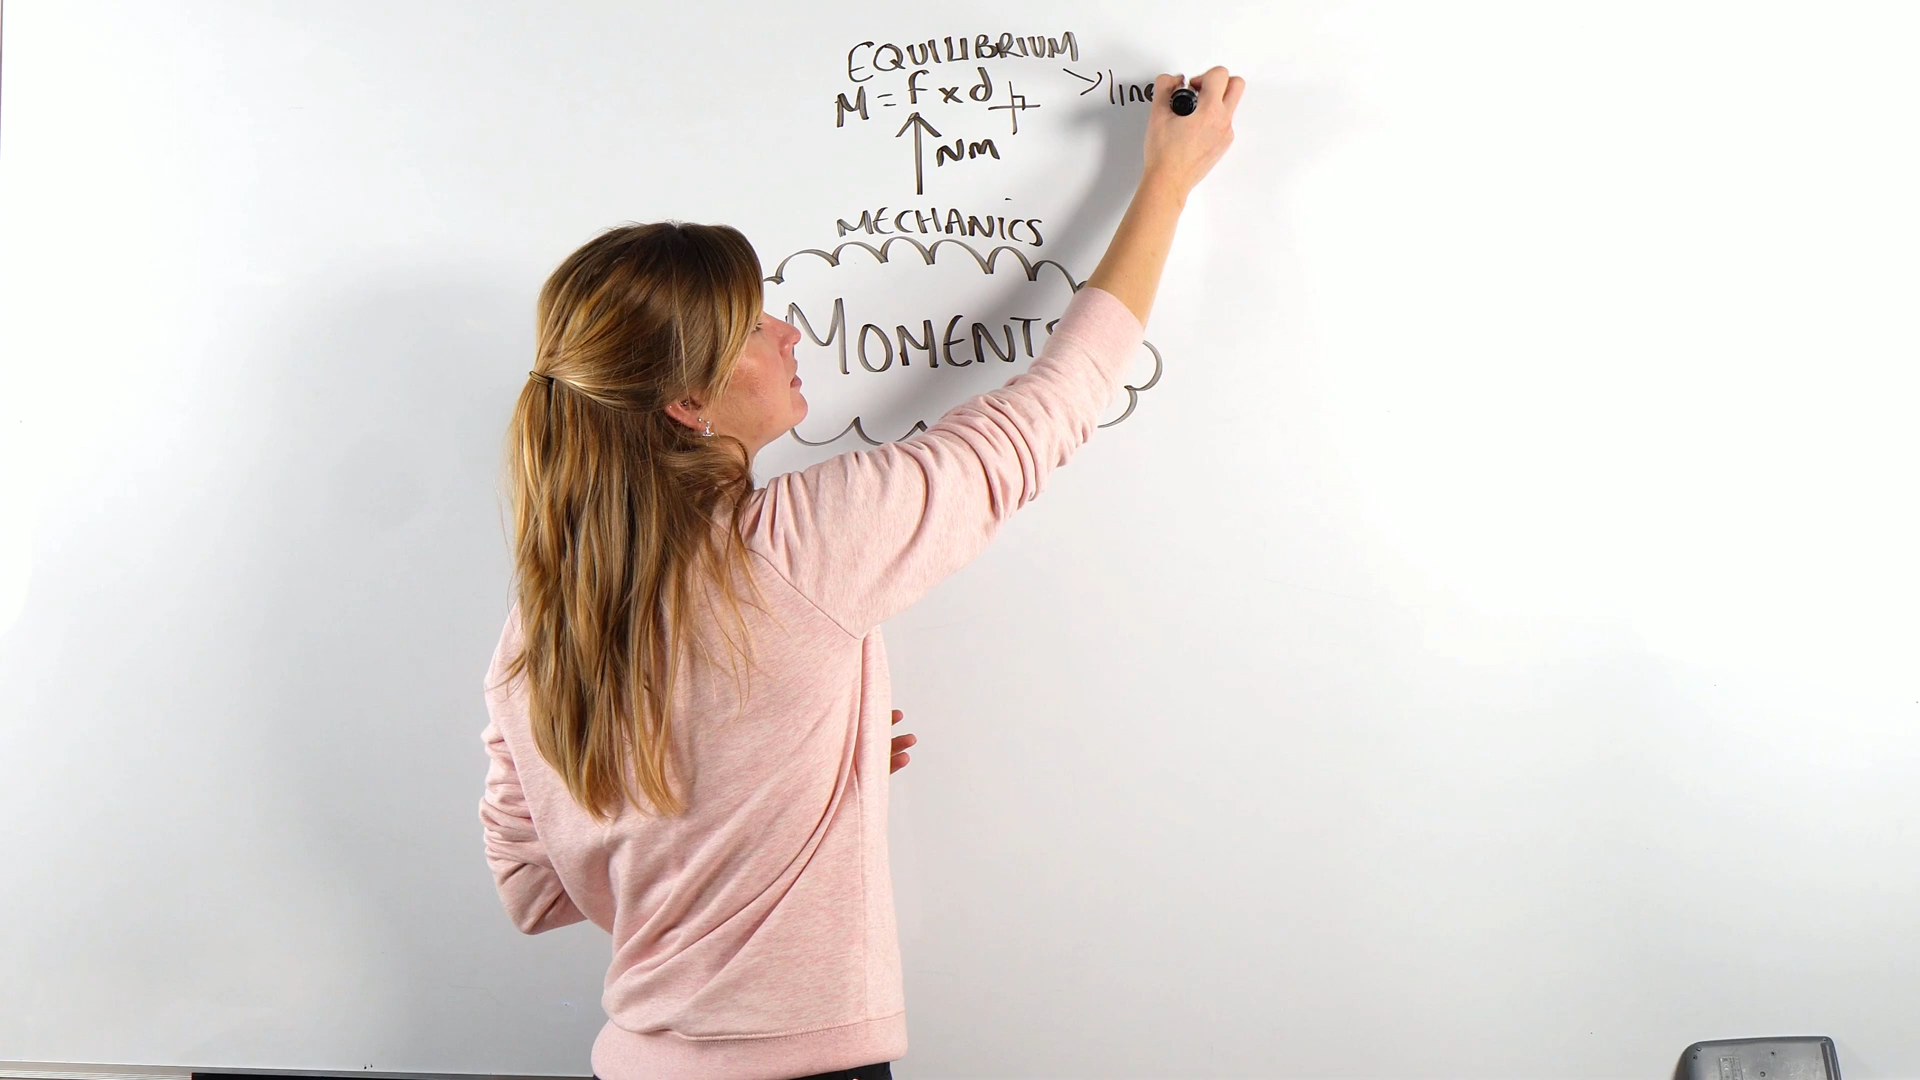 EQUILIBRIUM
M = f x d
line
NM
MECHANICS
MOMENTS